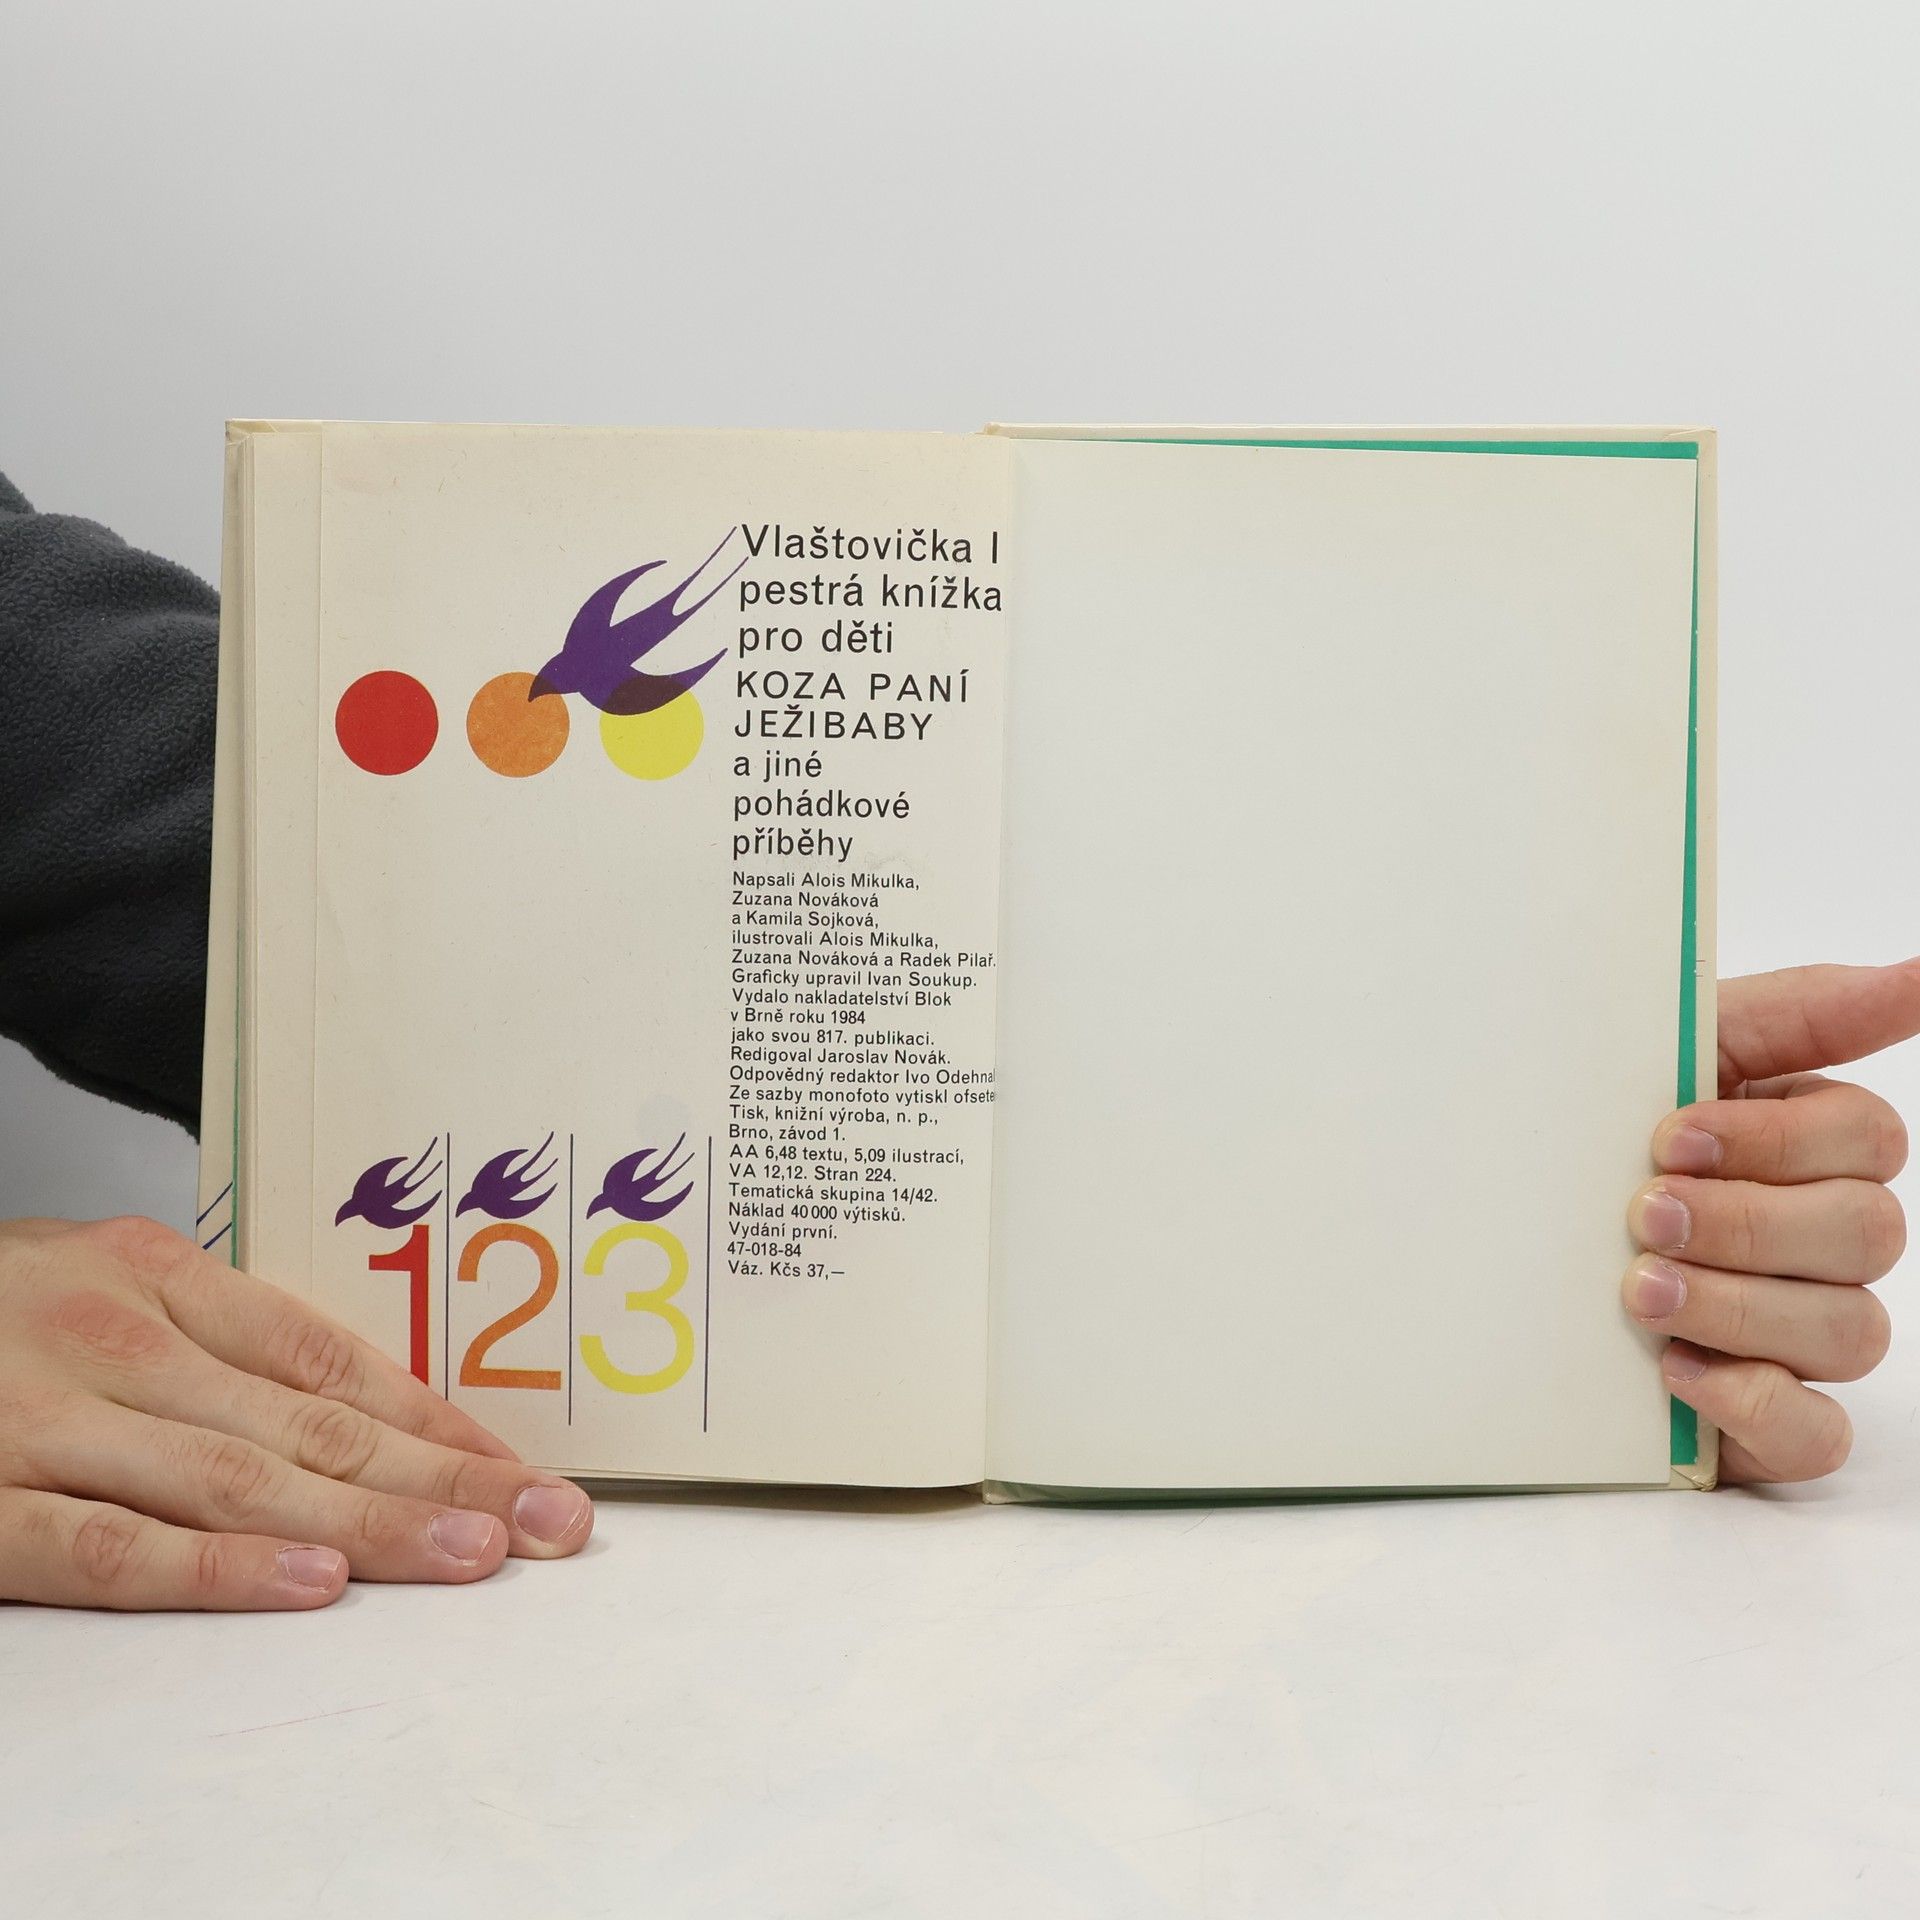 Vlaštovička I
pestrá knížka
pro děti
KOZA PANÍ
JEŽIBABY
a jiné
pohádkové
příběhy
Napsali Alois Mikulka,
Zuzana Nováková
a Kamila Sojková,
ilustrovali Alois Mikulka,
Zuzana Nováková a Radek Pilař.
Graficky upravil Ivan Soukup.
Vydalo nakladatelství Blok
v Brně roku 1984
jako svou 817. publikaci.
Redigoval Jaroslav Novák.
Odpovědný redaktor Ivo Odehnal
Ze sazby monofoto vytiskl ofsete
Tisk, knižní výroba, n. p.,
Brno, závod 1.
AA 6,48 textu, 5,09 ilustrací,
VA 12,12. Stran 224.
Tematická skupina 14/42.
Náklad 40 000 výtisků.
Vydání první.
47-018-84
Váz. Kčs 37,—
1 2 3